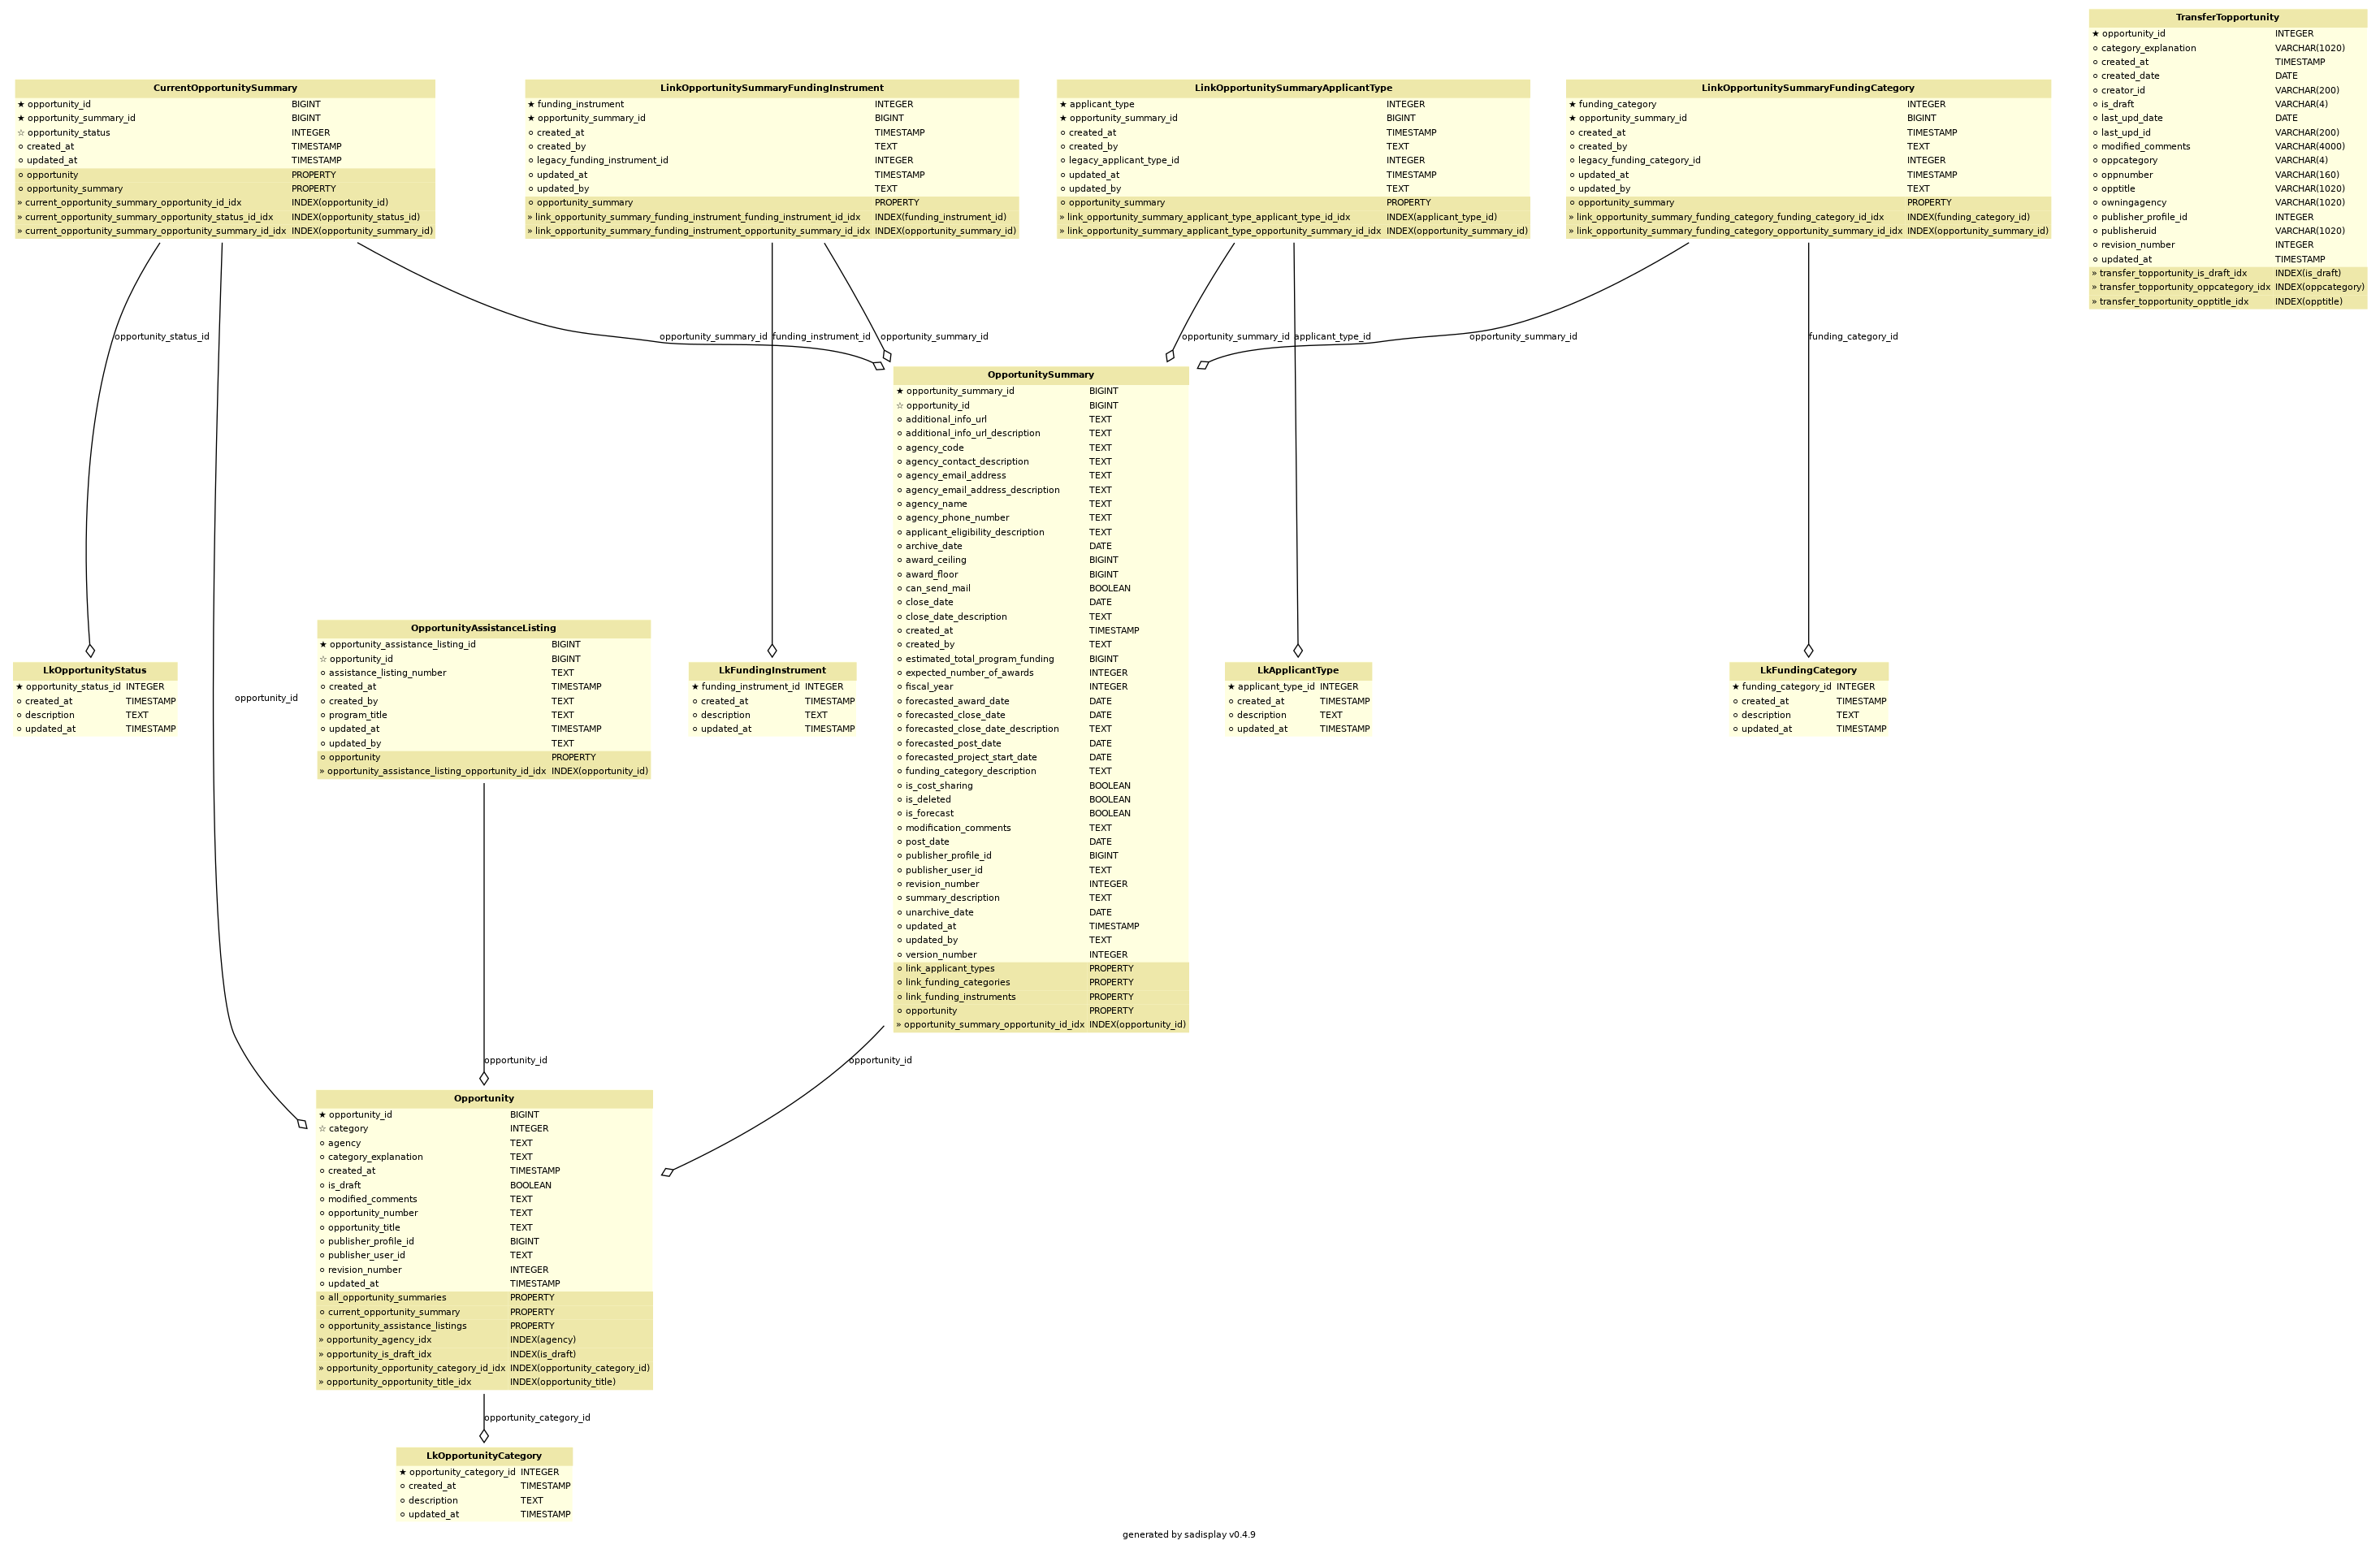 TransferTopportunity
★ opportunity_id INTEGER
⚪ category_explanation VARCHAR(1020)
⚪ created_at TIMESTAMP
⚪ created_date DATE
⚪ creator_id VARCHAR(200)
⚪ is_draft VARCHAR(4)
⚪ last_upd_date DATE
⚪ last_upd_id VARCHAR(200)
⚪ modified_comments VARCHAR(4000)
⚪ oppcategory VARCHAR(4)
⚪ oppnumber VARCHAR(160)
⚪ opptitle VARCHAR(1020)
⚪ owningagency VARCHAR(1020)
⚪ publisher_profile_id INTEGER
⚪ publisheruid VARCHAR(1020)
⚪ revision_number INTEGER
⚪ updated_at TIMESTAMP
» transfer_topportunity_is_draft_idx INDEX(is_draft)
» transfer_topportunity_oppcategory_idx INDEX(oppcategory)
» transfer_topportunity_opptitle_idx INDEX(opptitle)
CurrentOpportunitySummary
★ opportunity_id BIGINT
★ opportunity_summary_id BIGINT
☆ opportunity_status INTEGER
⚪ created_at TIMESTAMP
⚪ updated_at TIMESTAMP
⚪ opportunity PROPERTY
⚪ opportunity_summary PROPERTY
» current_opportunity_summary_opportunity_id_idx INDEX(opportunity_id)
» current_opportunity_summary_opportunity_status_id_idx INDEX(opportunity_status_id)
» current_opportunity_summary_opportunity_summary_id_idx INDEX(opportunity_summary_id)
LinkOpportunitySummaryFundingInstrument
★ funding_instrument INTEGER
★ opportunity_summary_id BIGINT
⚪ created_at TIMESTAMP
⚪ created_by TEXT
⚪ legacy_funding_instrument_id INTEGER
⚪ updated_at TIMESTAMP
⚪ updated_by TEXT
⚪ opportunity_summary PROPERTY
» link_opportunity_summary_funding_instrument_funding_instrument_id_idx INDEX(funding_instrument_id)
» link_opportunity_summary_funding_instrument_opportunity_summary_id_idx INDEX(opportunity_summary_id)
LinkOpportunitySummaryApplicantType
★ applicant_type INTEGER
★ opportunity_summary_id BIGINT
⚪ created_at TIMESTAMP
⚪ created_by TEXT
⚪ legacy_applicant_type_id INTEGER
⚪ updated_at TIMESTAMP
⚪ updated_by TEXT
⚪ opportunity_summary PROPERTY
» link_opportunity_summary_applicant_type_applicant_type_id_idx INDEX(applicant_type_id)
» link_opportunity_summary_applicant_type_opportunity_summary_id_idx INDEX(opportunity_summary_id)
LinkOpportunitySummaryFundingCategory
★ funding_category INTEGER
★ opportunity_summary_id BIGINT
⚪ created_at TIMESTAMP
⚪ created_by TEXT
⚪ legacy_funding_category_id INTEGER
⚪ updated_at TIMESTAMP
⚪ updated_by TEXT
⚪ opportunity_summary PROPERTY
» link_opportunity_summary_funding_category_funding_category_id_idx INDEX(funding_category_id)
» link_opportunity_summary_funding_category_opportunity_summary_id_idx INDEX(opportunity_summary_id)
opportunity_status_id
opportunity_summary_id
funding_instrument_id
opportunity_summary_id
opportunity_summary_id
applicant_type_id
opportunity_summary_id
funding_category_id
OpportunitySummary
★ opportunity_summary_id BIGINT
☆ opportunity_id BIGINT
⚪ additional_info_url TEXT
⚪ additional_info_url_description TEXT
⚪ agency_code TEXT
⚪ agency_contact_description TEXT
⚪ agency_email_address TEXT
⚪ agency_email_address_description TEXT
⚪ agency_name TEXT
⚪ agency_phone_number TEXT
⚪ applicant_eligibility_description TEXT
⚪ archive_date DATE
⚪ award_ceiling BIGINT
⚪ award_floor BIGINT
⚪ can_send_mail BOOLEAN
⚪ close_date DATE
⚪ close_date_description TEXT
⚪ created_at TIMESTAMP
⚪ created_by TEXT
⚪ estimated_total_program_funding BIGINT
⚪ expected_number_of_awards INTEGER
⚪ fiscal_year INTEGER
⚪ forecasted_award_date DATE
⚪ forecasted_close_date DATE
⚪ forecasted_close_date_description TEXT
⚪ forecasted_post_date DATE
⚪ forecasted_project_start_date DATE
⚪ funding_category_description TEXT
⚪ is_cost_sharing BOOLEAN
⚪ is_deleted BOOLEAN
⚪ is_forecast BOOLEAN
⚪ modification_comments TEXT
⚪ post_date DATE
⚪ publisher_profile_id BIGINT
⚪ publisher_user_id TEXT
⚪ revision_number INTEGER
⚪ summary_description TEXT
⚪ unarchive_date DATE
⚪ updated_at TIMESTAMP
⚪ updated_by TEXT
⚪ version_number INTEGER
⚪ link_applicant_types PROPERTY
⚪ link_funding_categories PROPERTY
⚪ link_funding_instruments PROPERTY
⚪ opportunity PROPERTY
» opportunity_summary_opportunity_id_idx INDEX(opportunity_id)
LkOpportunityStatus
★ opportunity_status_id INTEGER
⚪ created_at TIMESTAMP
⚪ description TEXT
⚪ updated_at TIMESTAMP
opportunity_id
OpportunityAssistanceListing
★ opportunity_assistance_listing_id BIGINT
☆ opportunity_id BIGINT
⚪ assistance_listing_number TEXT
⚪ created_at TIMESTAMP
⚪ created_by TEXT
⚪ program_title TEXT
⚪ updated_at TIMESTAMP
⚪ updated_by TEXT
⚪ opportunity PROPERTY
» opportunity_assistance_listing_opportunity_id_idx INDEX(opportunity_id)
LkFundingInstrument
★ funding_instrument_id INTEGER
⚪ created_at TIMESTAMP
⚪ description TEXT
⚪ updated_at TIMESTAMP
LkApplicantType
★ applicant_type_id INTEGER
⚪ created_at TIMESTAMP
⚪ description TEXT
⚪ updated_at TIMESTAMP
LkFundingCategory
★ funding_category_id INTEGER
⚪ created_at TIMESTAMP
⚪ description TEXT
⚪ updated_at TIMESTAMP
opportunity_id
opportunity_id
Opportunity
★ opportunity_id BIGINT
☆ category INTEGER
⚪ agency TEXT
⚪ category_explanation TEXT
⚪ created_at TIMESTAMP
⚪ is_draft BOOLEAN
⚪ modified_comments TEXT
⚪ opportunity_number TEXT
⚪ opportunity_title TEXT
⚪ publisher_profile_id BIGINT
⚪ publisher_user_id TEXT
⚪ revision_number INTEGER
⚪ updated_at TIMESTAMP
⚪ all_opportunity_summaries PROPERTY
⚪ current_opportunity_summary PROPERTY
⚪ opportunity_assistance_listings PROPERTY
» opportunity_agency_idx INDEX(agency)
» opportunity_is_draft_idx INDEX(is_draft)
» opportunity_opportunity_category_id_idx INDEX(opportunity_category_id)
» opportunity_opportunity_title_idx INDEX(opportunity_title)
opportunity_category_id
LkOpportunityCategory
★ opportunity_category_id INTEGER
⚪ created_at TIMESTAMP
⚪ description TEXT
⚪ updated_at TIMESTAMP
generated by sadisplay v0.4.9